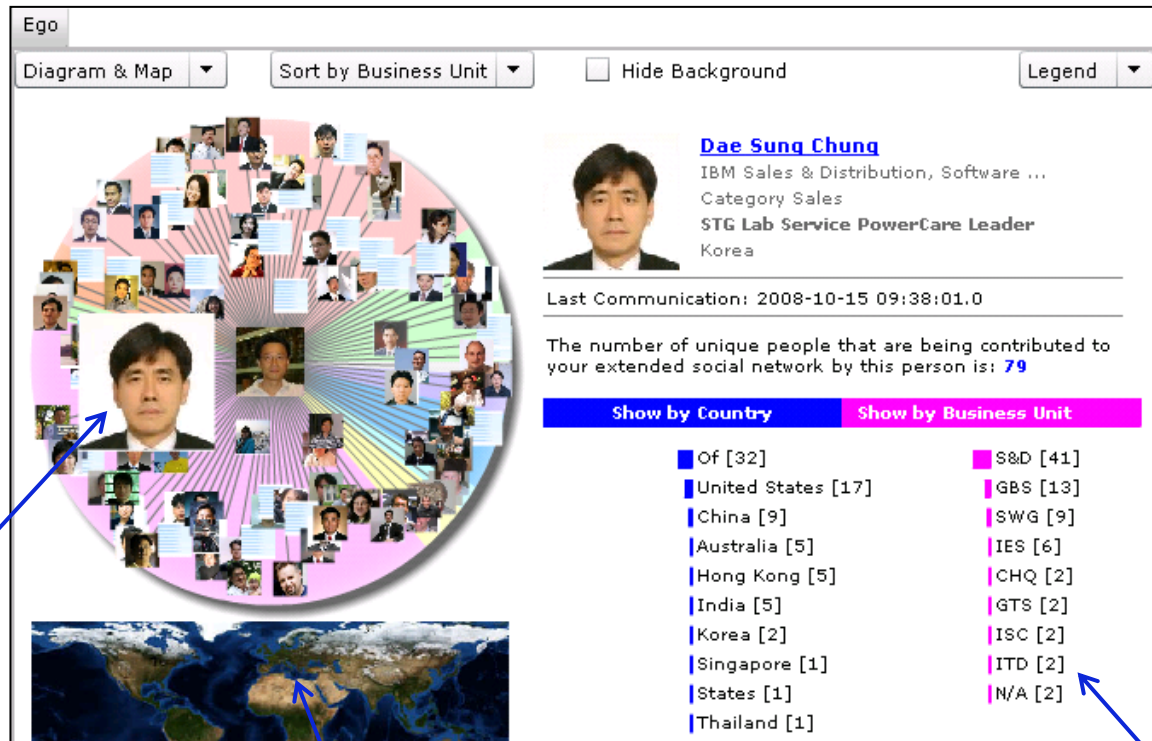 Ego
Diagram & Map
Sort by Business Unit
Hide Background
Legend
Dae Sung Chung
IBM Sales & Distribution, Software ...
Category Sales
STG Lab Service PowerCare Leader
Korea
Last Communication: 2008-10-15 09:38:01.0
The number of unique people that are being contributed to
your extended social network by this person is: 79
Show by Country
Show by Business Unit
Of [32]
United States [17]
China [9]
Australia [5]
Hong Kong [5]
India [5]
Korea [2]
Singapore [1]
States [1]
Thailand [1]
S&D [41]
GBS [13]
SWG [9]
IES [6]
CHQ [2]
GTS [2]
ISC [2]
ITD [2]
N/A [2]